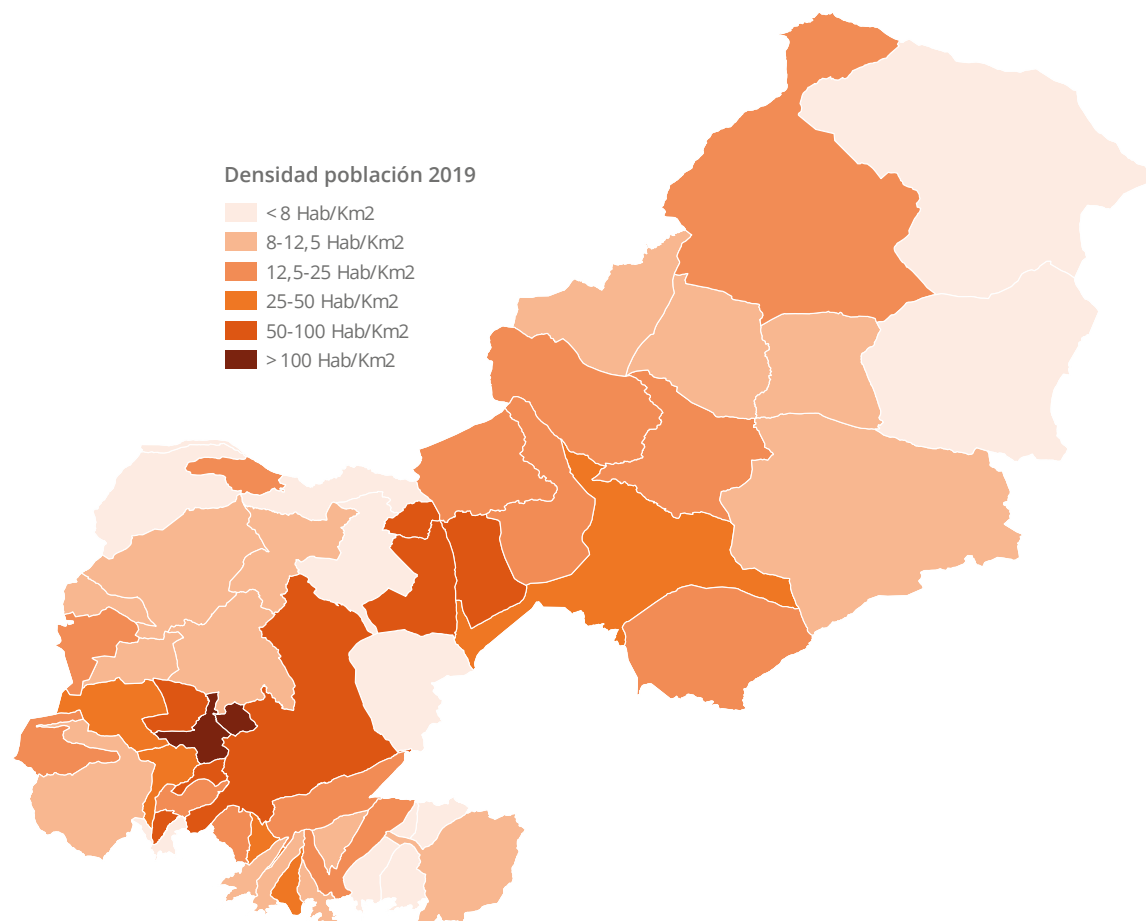 Densidad población 2019
< 8 Hab/Km2
8-12,5 Hab/Km2
12,5-25 Hab/Km2
25-50 Hab/Km2
50-100 Hab/Km2
> 100 Hab/Km2